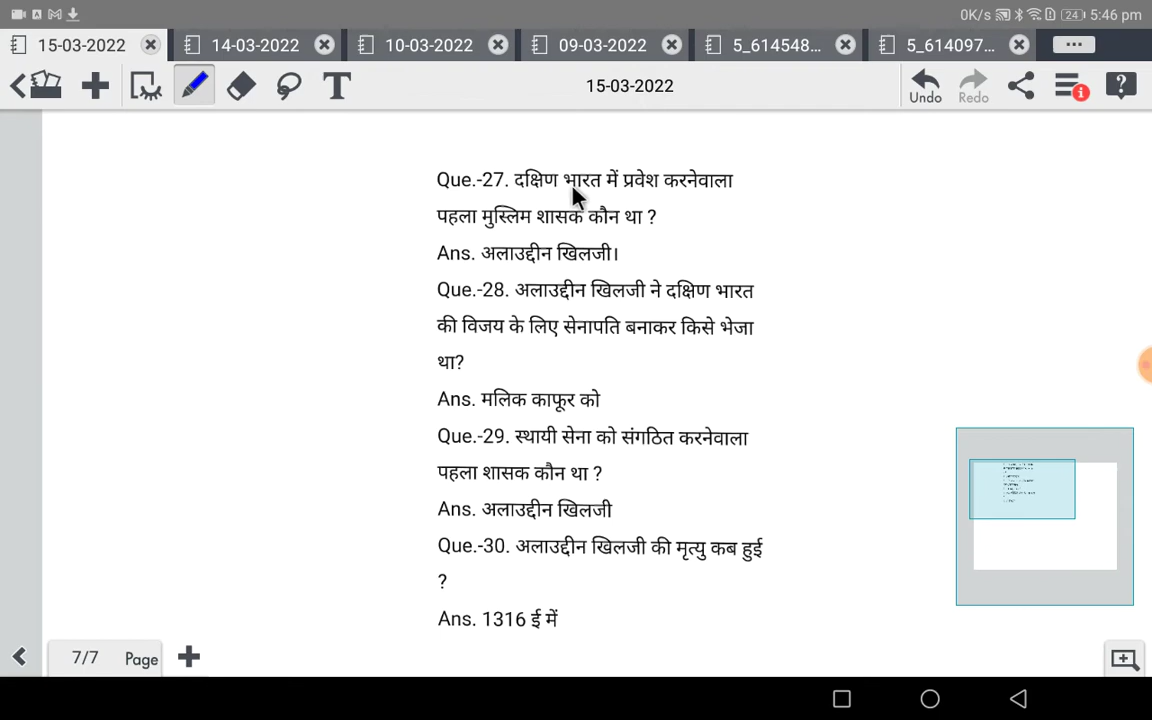 0K/s 24 5:46 pm
15-03-2022 14-03-2022 10-03-2022 09-03-2022 5_614548... 5_614097... ...
15-03-2022
Undo Redo
Que.-27. दक्षिण भारत में प्रवेश करनेवाला
पहला मुस्लिम शासक कौन था ?
Ans. अलाउद्दीन खिलजी।
Que.-28. अलाउद्दीन खिलजी ने दक्षिण भारत
की विजय के लिए सेनापति बनाकर किसे भेजा
था?
Ans. मलिक काफूर को
Que.-29. स्थायी सेना को संगठित करनेवाला
पहला शासक कौन था ?
Ans. अलाउद्दीन खिलजी
Que.-30. अलाउद्दीन खिलजी की मृत्यु कब हुई
?
Ans. 1316 ई में
7/7 Page